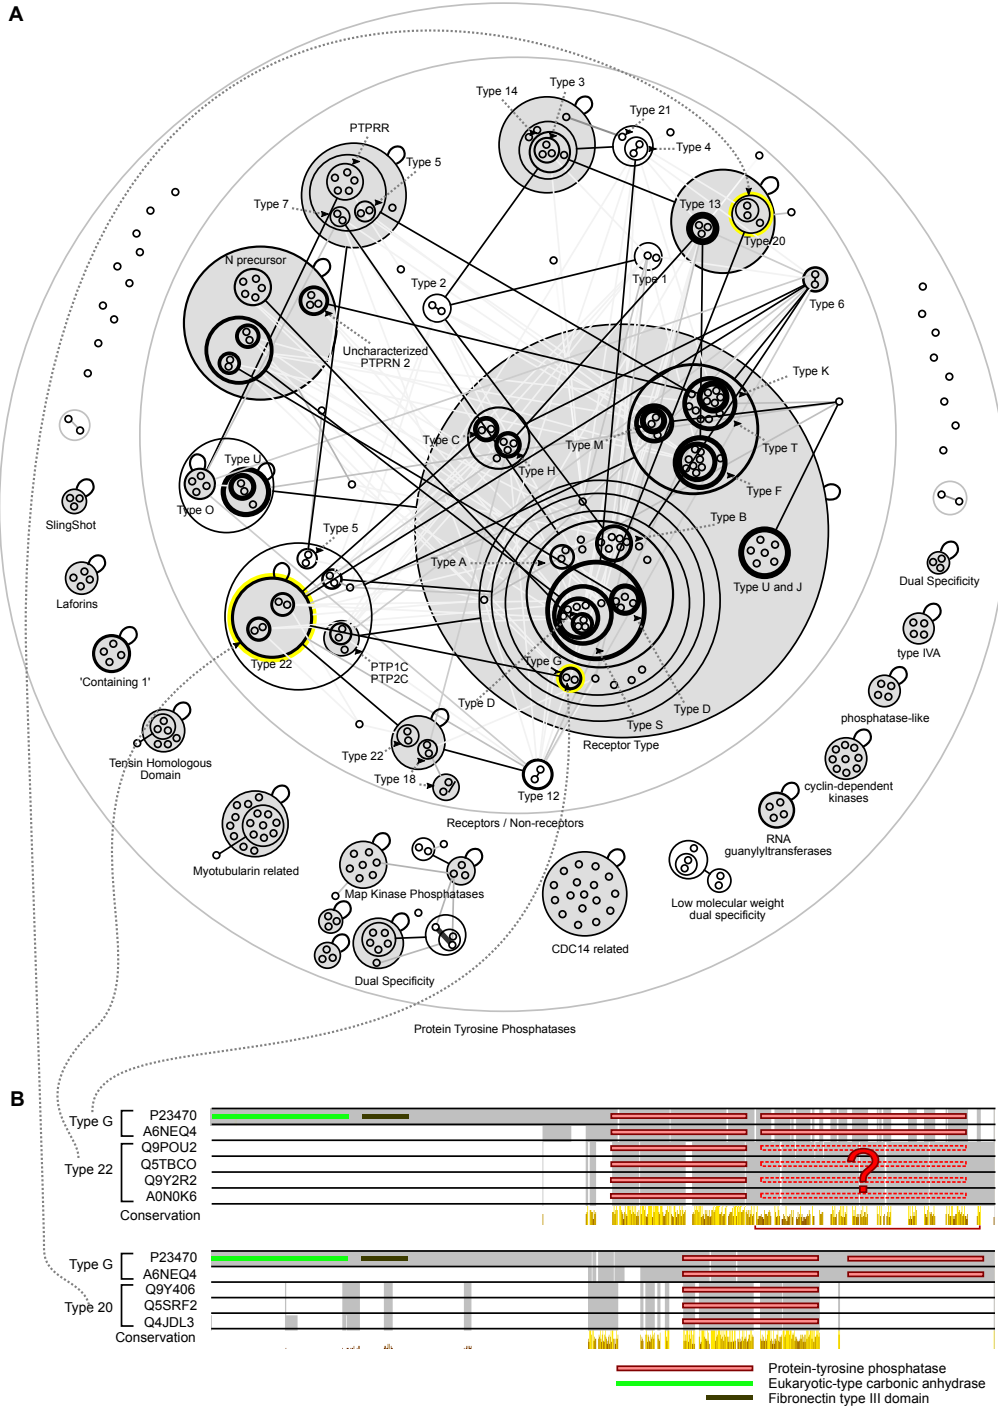 A
Type 3
Type 14
Type 21
PTPRR
Type 4
Type 5
Type 7
Type 13
Type 20
N precursor
Type 1
Type 2
Type 6
Uncharacterized
PTPRN 2
Type K
Type C
Type M
Type T
Type U
Type H
Type F
Type O
SlingShot
Type 5
Type B
Type A
Type U and J
Dual Specificity
Laforins
type IVA
Type 22
PTP1C
PTP2C
Type G
'Containing 1'
Type D
Type D
Type S
phosphatase-like
Receptor Type
Tensin Homologous
Domain
Type 22
Type 18
Type 12
cyclin-dependent
kinases
Receptors / Non-receptors
RNA
guanylyltransferases
Myotubularin related
Map Kinase Phosphatases
Low molecular weight
dual specificity
CDC14 related
Dual Specificity
Protein Tyrosine Phosphatases
B
Type G
P23470
A6NEQ4
Type 22
Q9POU2
Q5TBCO
Q9Y2R2
A0N0K6
?
Conservation
Type G
P23470
A6NEQ4
Type 20
Q9Y406
Q5SRF2
Q4JDL3
Conservation
Protein-tyrosine phosphatase
Eukaryotic-type carbonic anhydrase
Fibronectin type III domain